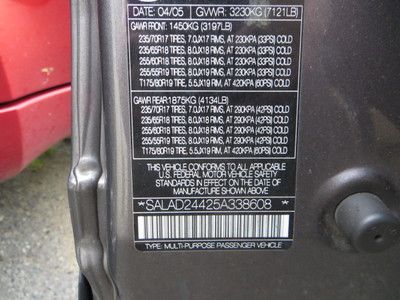 DATE: 04/05 GVWR: 3230KG (7121LB)
GAWR FRONT: 1450KG (3197LB)
235/70R17 TIRES, 7.0JX17 RIMS, AT 230KPA (33PSI) COLD
235/65R18 TIRES, 8.0JX18 RIMS, AT 230KPA (33PSI) COLD
255/60R18 TIRES, 8.0JX18 RIMS, AT 230KPA (33PSI) COLD
255/55R19 TIRES, 9.0JX19 RIMS, AT 230KPA (33PSI) COLD
T175/80R19 TIRE, 5.5JX19 RIM, AT 420KPA (60PSI) COLD
GAWR REAR: 1875KG (4134LB)
235/70R17 TIRES, 7.0JX17 RIMS, AT 290KPA (42PSI) COLD
235/65R18 TIRES, 8.0JX18 RIMS, AT 290KPA (42PSI) COLD
255/60R18 TIRES, 8.0JX18 RIMS, AT 290KPA (42PSI) COLD
255/55R19 TIRES, 9.0JX19 RIMS, AT 290KPA (42PSI) COLD
T175/80R19 TIRE, 5.5JX19 RIM, AT 420KPA (60PSI) COLD
THIS VEHICLE CONFORMS TO ALL APPLICABLE
U.S. FEDERAL MOTOR VEHICLE SAFETY
STANDARDS IN EFFECT ON THE DATE OF
MANUFACTURE SHOWN ABOVE
*SALAD24425A338608*
TYPE: MULTI-PURPOSE PASSENGER VEHICLE